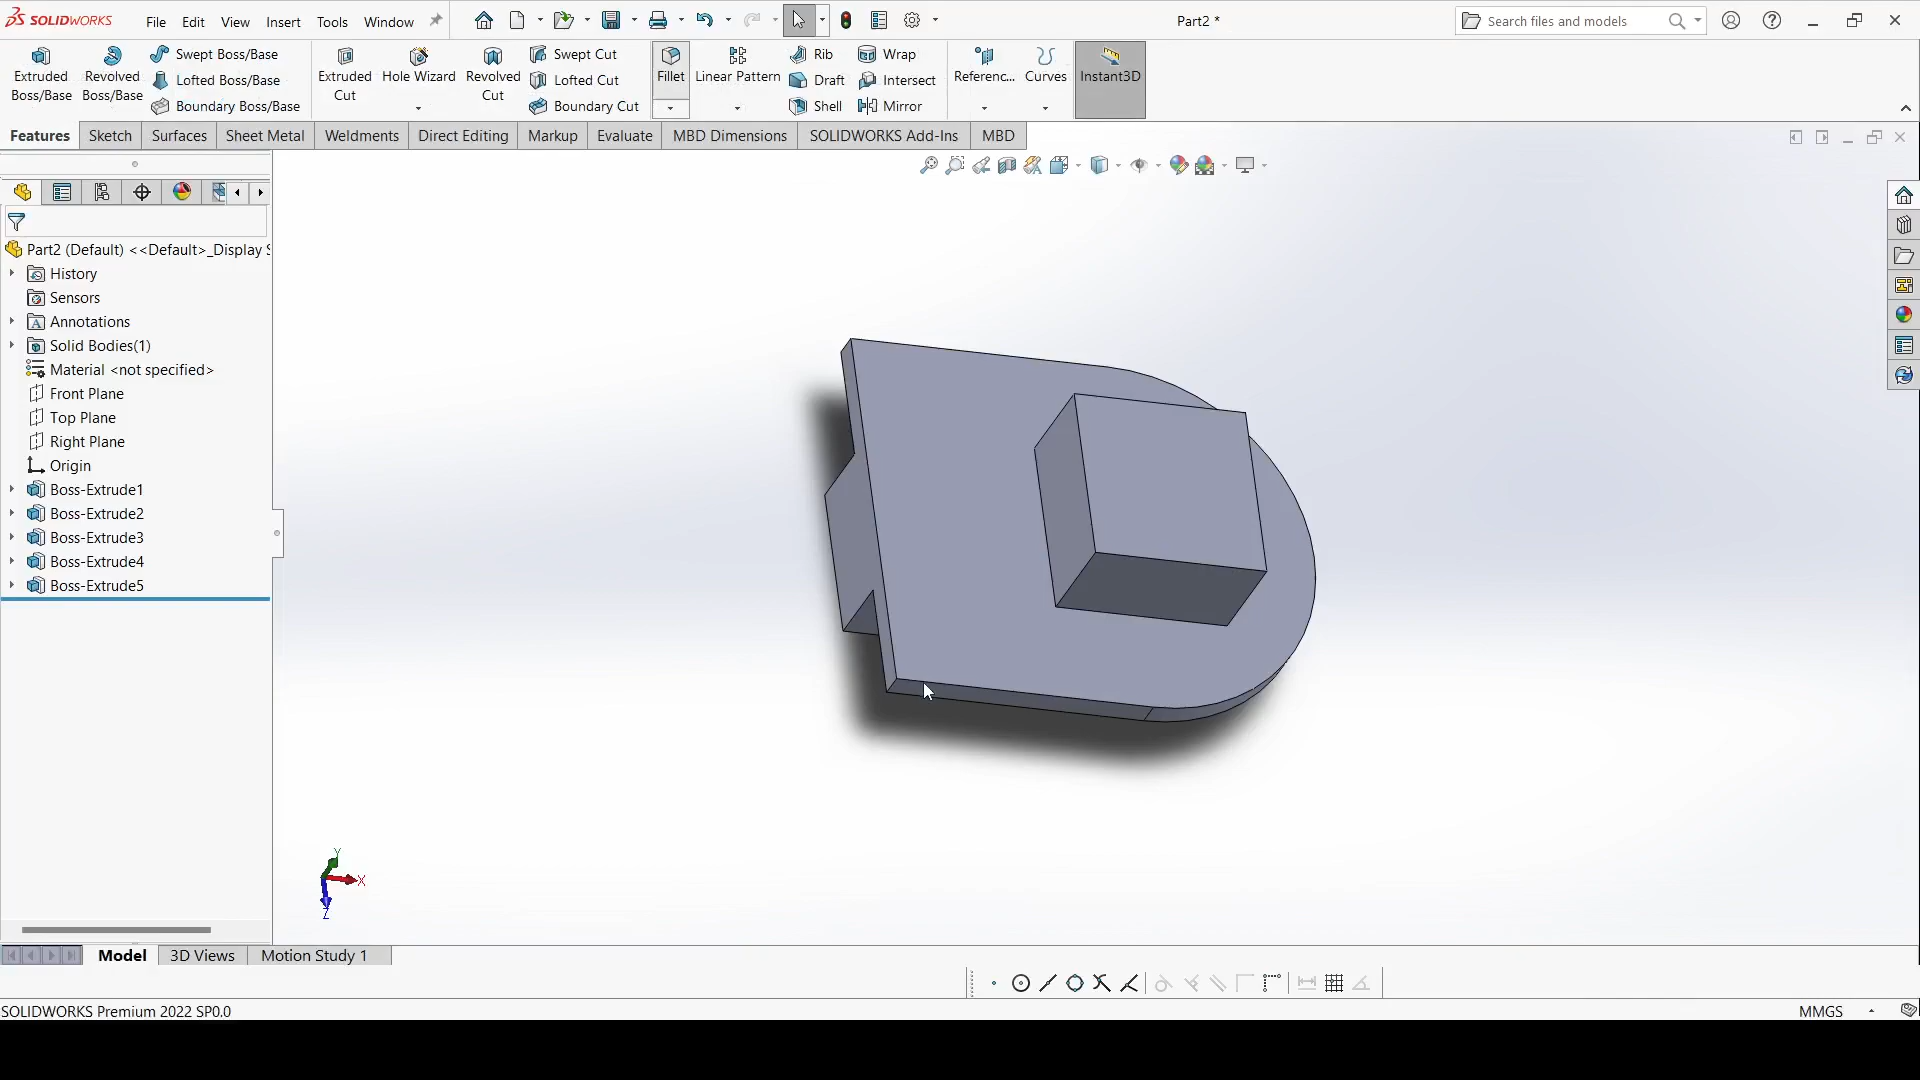 SOLIDWORKS File Edit View Insert Tools Window Part2 * Search files and models
Extruded Boss/Base
Revolved Boss/Base
Swept Boss/Base
Lofted Boss/Base
Boundary Boss/Base
Extruded Cut
Hole Wizard
Revolved Cut
Swept Cut
Lofted Cut
Boundary Cut
Fillet
Linear Pattern
Rib
Draft
Shell
Wrap
Intersect
Mirror
Referenc...
Curves
Instant3D
Features Sketch Surfaces Sheet Metal Weldments Direct Editing Markup Evaluate MBD Dimensions SOLIDWORKS Add-Ins MBD
Part2 (Default) <<Default>_Display S
History
Sensors
Annotations
Solid Bodies(1)
Material <not specified>
Front Plane
Top Plane
Right Plane
Origin
Boss-Extrude1
Boss-Extrude2
Boss-Extrude3
Boss-Extrude4
Boss-Extrude5
Y
X
Z
Model 3D Views Motion Study 1
SOLIDWORKS Premium 2022 SP0.0 MMGS